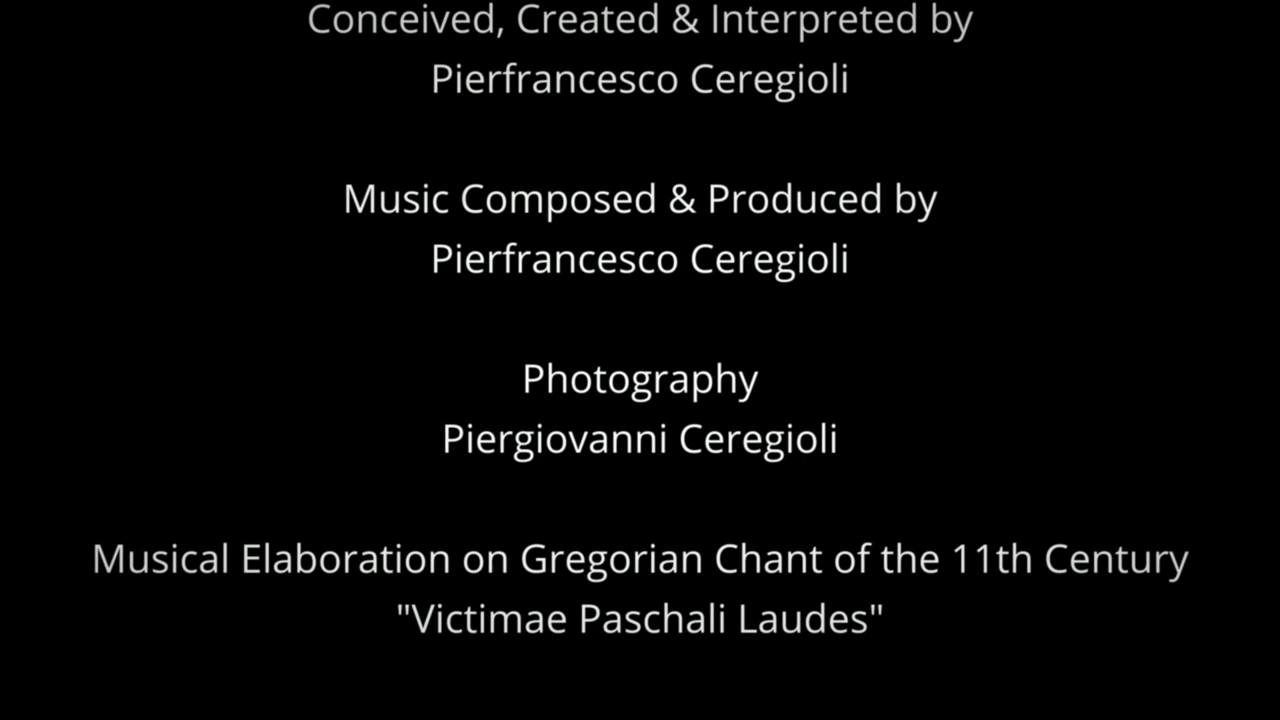 Conceived, Created & Interpreted by
Pierfrancesco Ceregioli
Music Composed & Produced by
Pierfrancesco Ceregioli
Photography
Piergiovanni Ceregioli
Musical Elaboration on Gregorian Chant of the 11th Century
"Victimae Paschali Laudes"